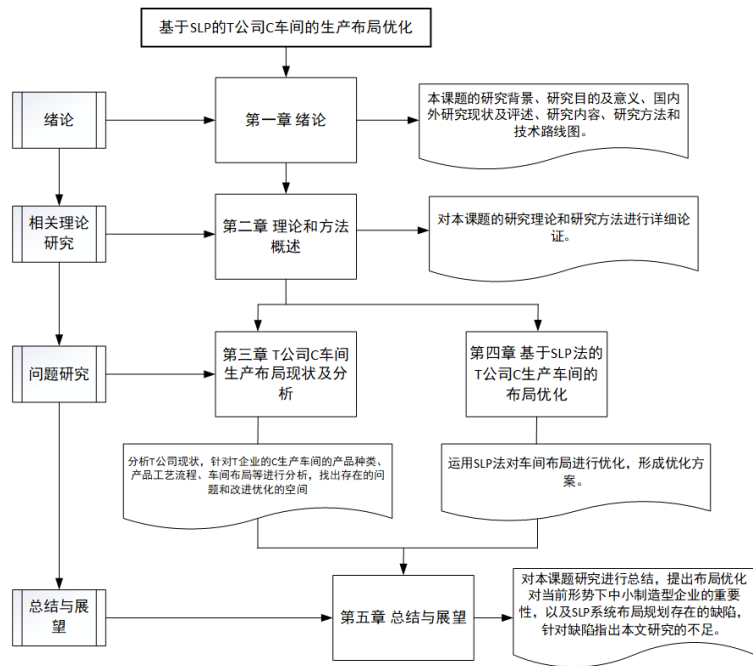 基于SLP的T公司C车间的生产布局优化
绪论
第一章 绪论
本课题的研究背景、研究目的及意义、国内
外研究现状及评述、研究内容、研究方法和
技术路线图。
相关理论
研究
第二章 理论和方法
概述
对本课题的研究理论和研究方法进行详细论
证。
问题研究
第三章 T公司C车间
生产布局现状及分
析
第四章 基于SLP法的
T公司C生产车间的
布局优化
分析T公司现状，针对T企业的C生产车间的产品种类、
产品工艺流程、车间布局等进行分析，找出存在的问
题和改进优化的空间
运用SLP法对车间布局进行优化，形成优化方
案。
总结与展
望
第五章 总结与展望
对本课题研究进行总结，提出布局优化
对当前形势下中小制造型企业的重要
性，以及SLP系统布局规划存在的缺陷，
针对缺陷指出本文研究的不足。